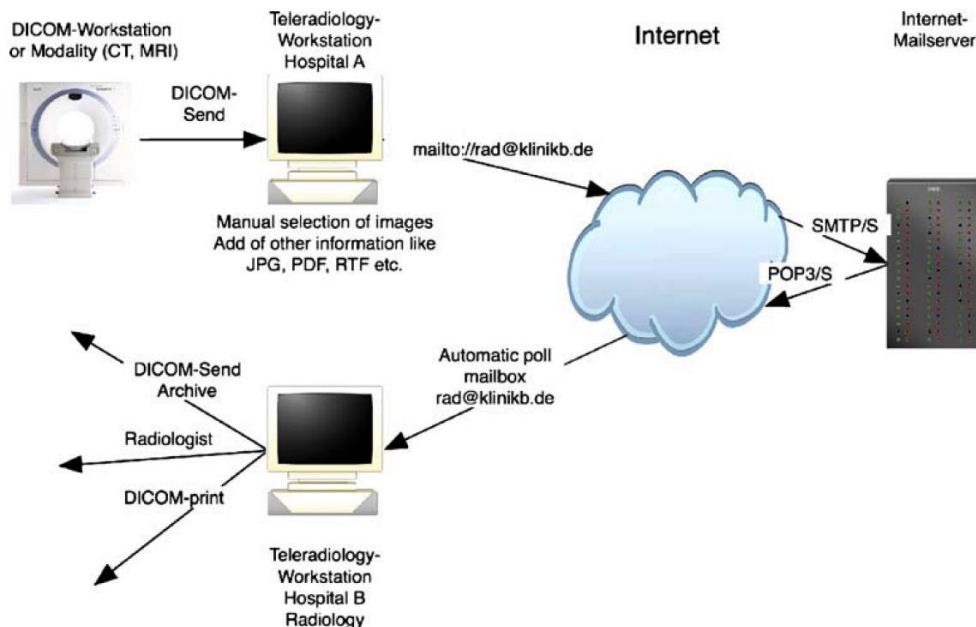 DICOM-Workstation
or Modality (CT, MRI)
Teleradiology-
Workstation
Hospital A
Internet
Internet-
Mailserver
DICOM-
Send
mailto://rad@klinikb.de
Manual selection of images
Add of other information like
JPG, PDF, RTF etc.
SMTP/S
POP3/S
Automatic poll
mailbox
rad@klinikb.de
DICOM-Send
Archive
Radiologist
DICOM-print
Teleradiology-
Workstation
Hospital B
Radiology